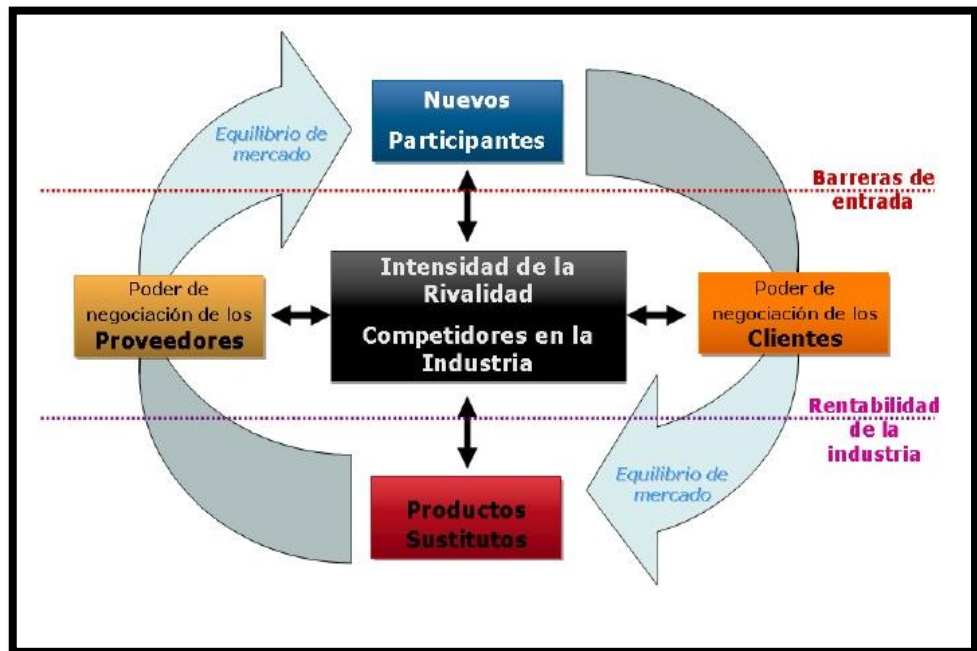 Nuevos
Participantes
Equilibrio de
mercado
Barreras de
entrada
Intensidad de la
Rivalidad
Competidores en la
Industria
Poder de
negociación de los
Proveedores
Poder de
negociación de los
Clientes
Rentabilidad
de la
industria
Equilibrio de
mercado
Productos
Sustitutos